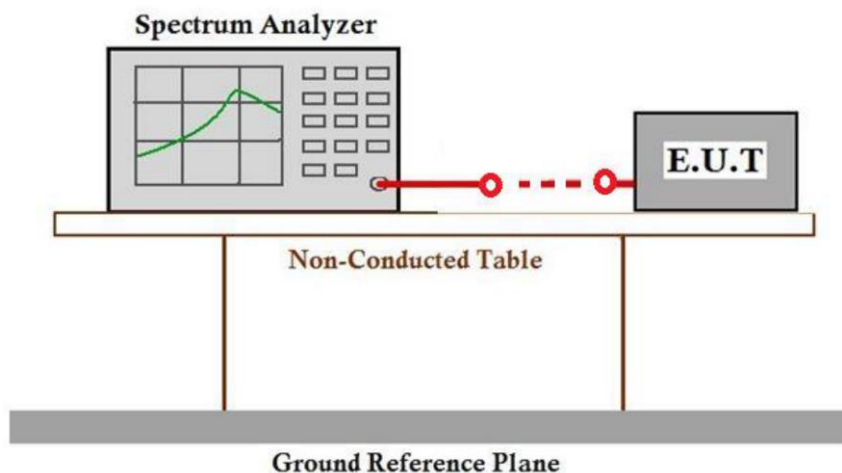 Spectrum Analyzer
E.U.T
Non-Conducted Table
Ground Reference Plane